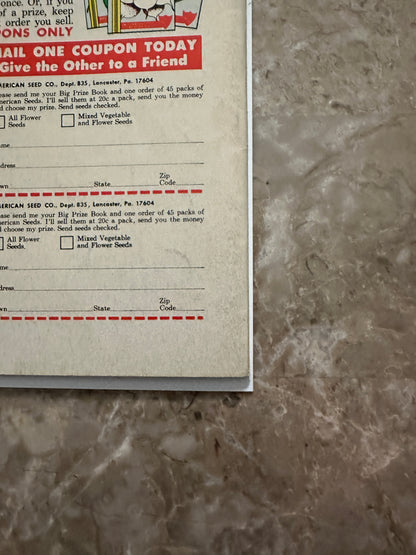 once. Or, if you
of a prize, keep
order you sell.
PONS ONLY
MAIL ONE COUPON TODAY
Give the Other to a Friend
MERICAN SEED CO., Dept. 835, Lancaster, Pa. 17604
ease send me your Big Prize Book and one order of 45 packs of
merican Seeds. I'll sell them at 20c a pack, send you the money
d choose my prize. Send seeds checked.
All Flower Seeds
Mixed Vegetable and Flower Seeds
me
dress
wn State Zip Code
MERICAN SEED CO., Dept. 835, Lancaster, Pa. 17604
ease send me your Big Prize Book and one order of 45 packs of
merican Seeds. I'll sell them at 20c a pack, send you the money
d choose my prize. Send seeds checked.
All Flower Seeds
Mixed Vegetable and Flower Seeds
me
dress
wn State Zip Code